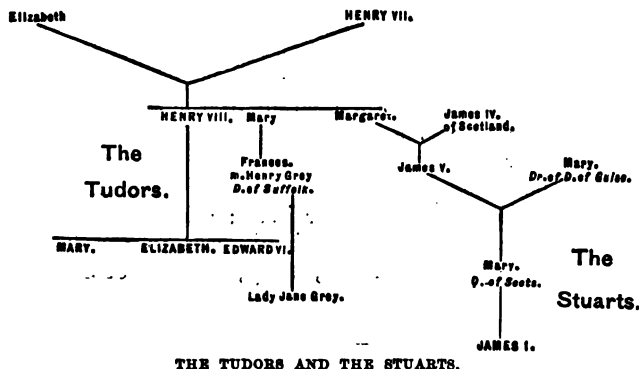 Elizabeth HENRY VII.
HENRY VIII. Mary Margaret. James IV.
of Scotland.
The
Tudors.
Frances.
m. Henry Grey
D. of Suffolk.
James V. Mary.
Dr. of D. of Guise.
MARY. ELIZABETH. EDWARD VI.
Lady Jane Grey.
Mary.
Q. of Scots.
The
Stuarts.
JAMES I.
THE TUDORS AND THE STUARTS.